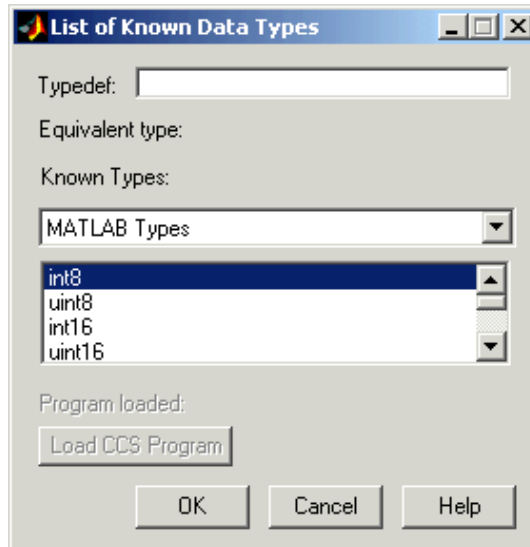 List of Known Data Types
Typedef:
Equivalent type:
Known Types:
MATLAB Types
int8
uint8
int16
uint16
Program loaded:
Load CCS Program
OK Cancel Help